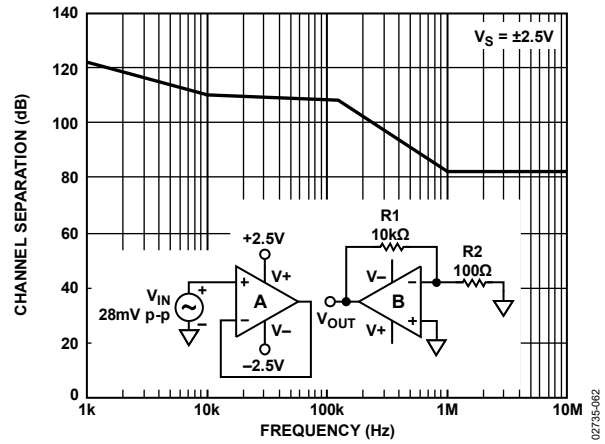 140
120
100
80
60
40
20
0
CHANNEL SEPARATION (dB)
VS = ±2.5V
+2.5V
V+
A
V–
–2.5V
+
–
VIN
28mV p-p
+
–
R1
10kΩ
R2
100Ω
V–
B
V+
–
+
VOUT
1k
10k
100k
1M
10M
FREQUENCY (Hz)
02735-062